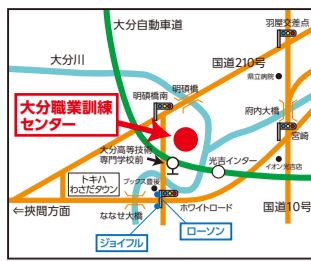 大分自動車道
羽屋交差点
大分川
国道210号
県立病院
明磧橋
明磧橋南
府内大橋
大分職業訓練
センター
宮崎
大分高等技術
専門学校前
光吉インター
イオン光吉店
トキハ
わさだタウン
ブックス豊後
←挾間方面
ホワイトロード
国道10号
ななせ大橋
ローソン
ジョイフル